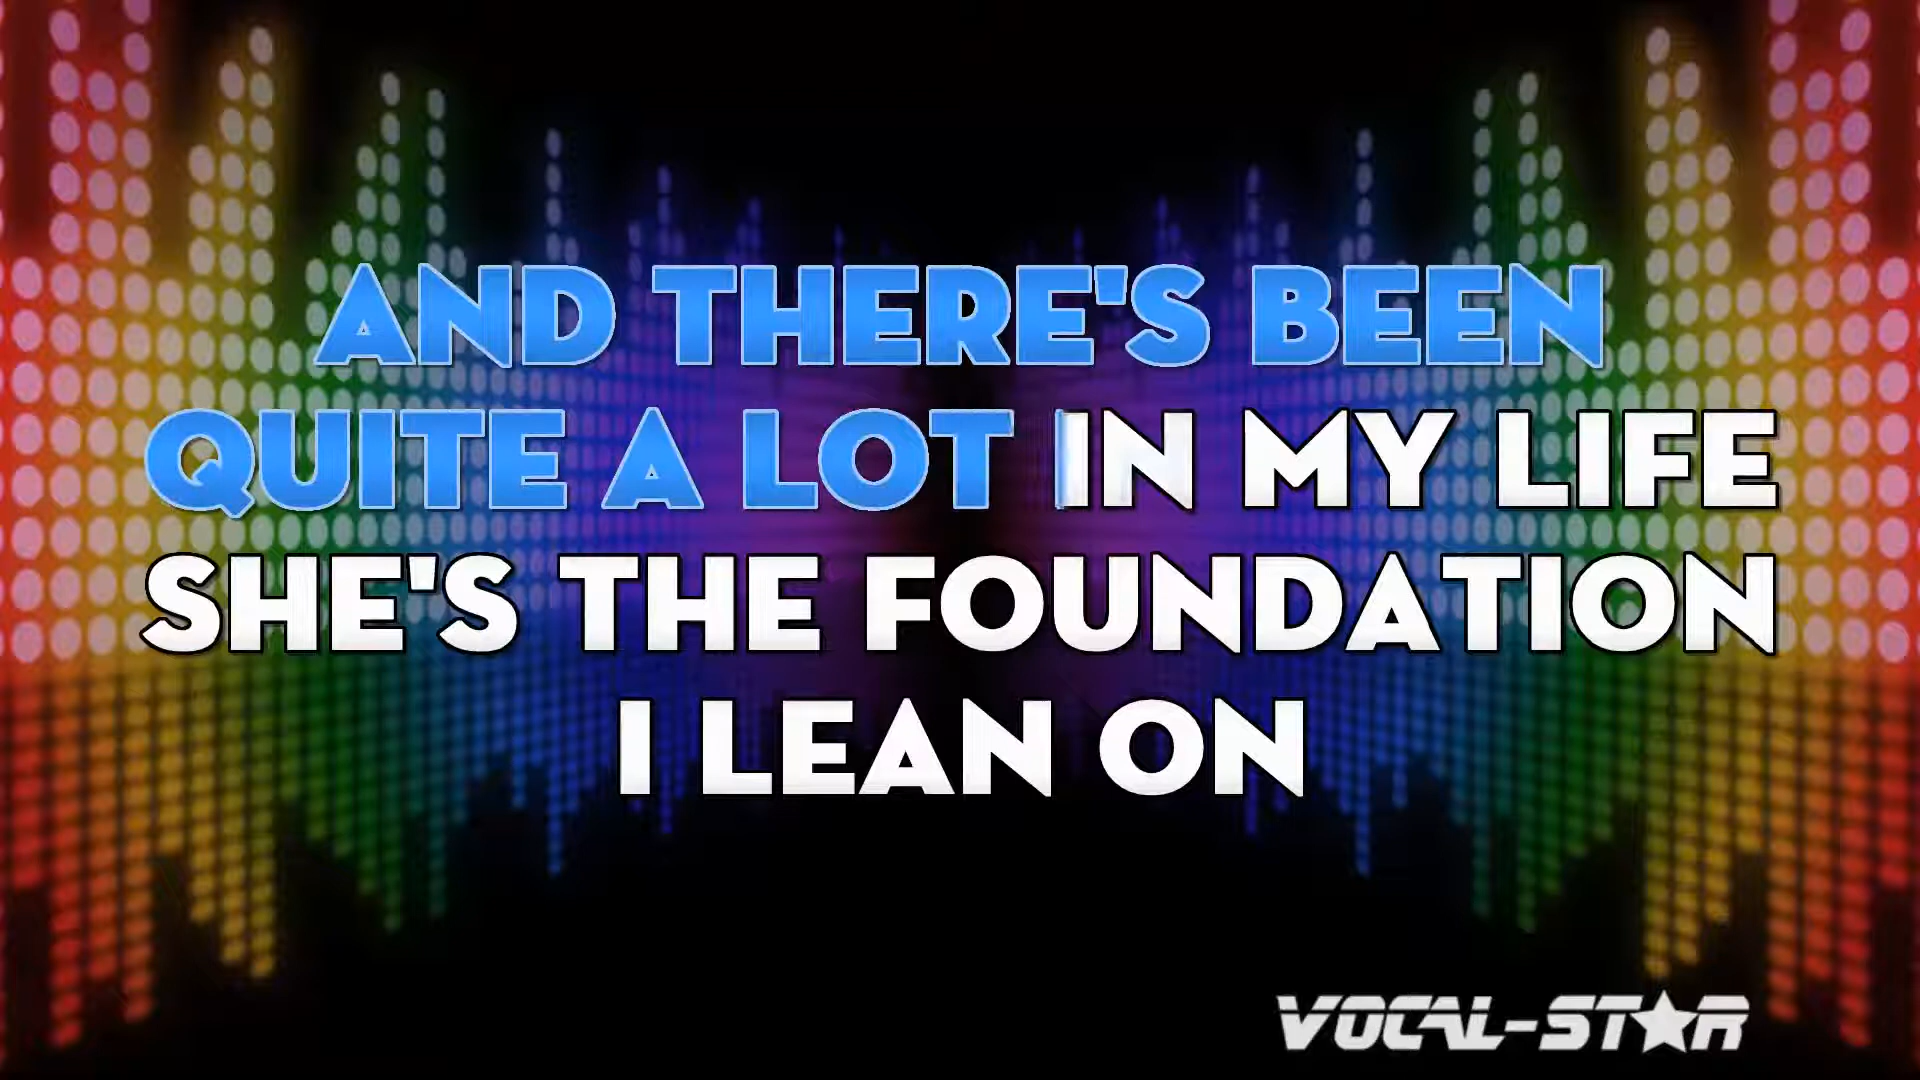 AND THERE'S BEEN
QUITE A LOT IN MY LIFE
SHE'S THE FOUNDATION
I LEAN ON
VOCAL-STAR